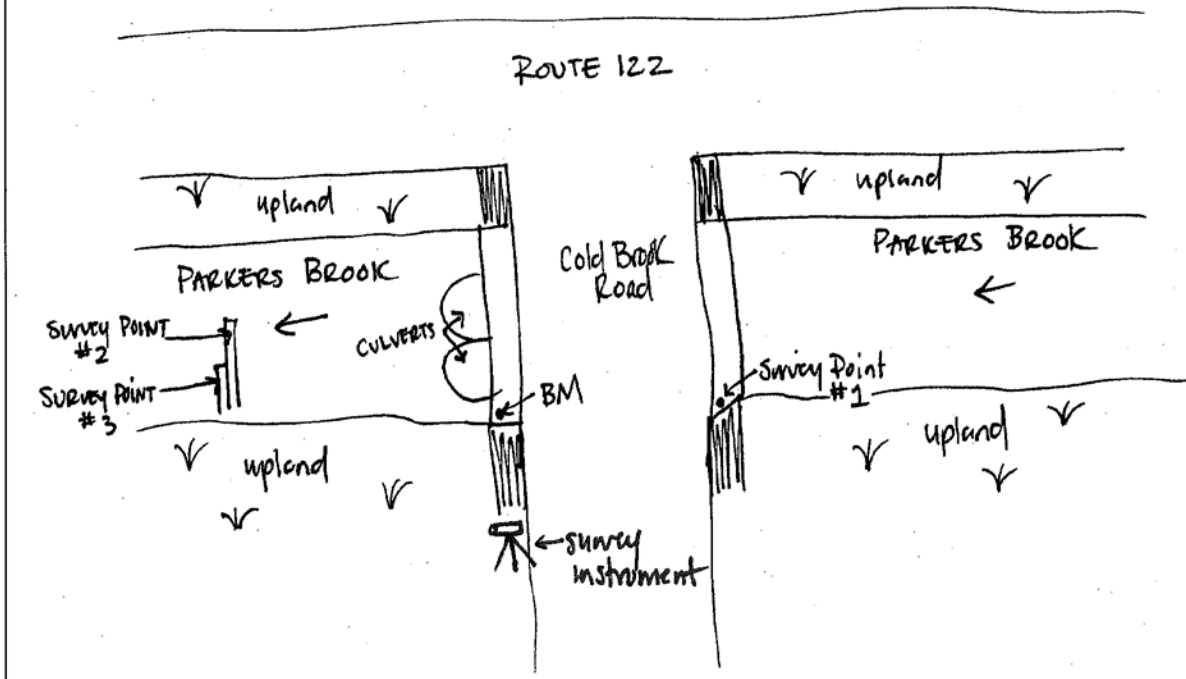 ROUTE 122
upland
upland
PARKERS BROOK
PARKERS BROOK
Cold Brook
Road
CULVERTS
SURVEY POINT
#2
SURVEY POINT
#3
BM
Survey Point
#1
upland
upland
survey
instrument